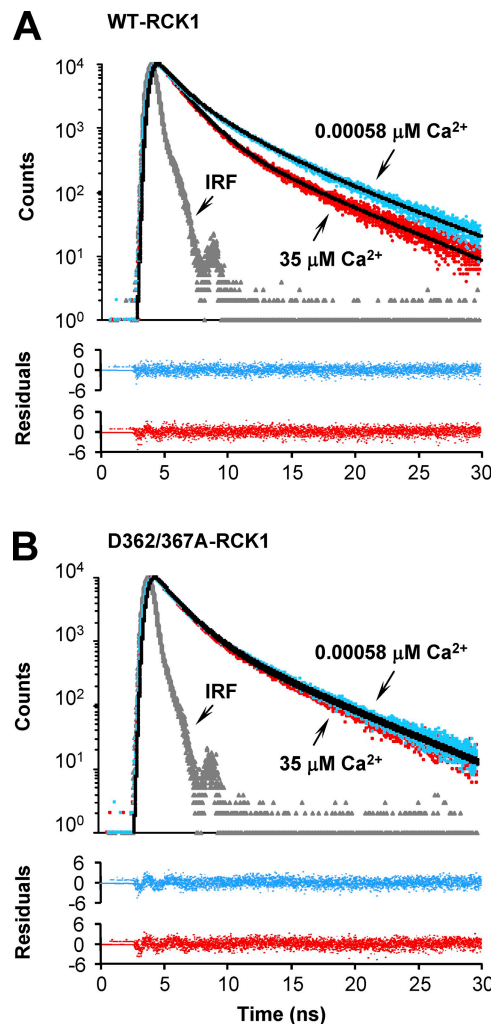 A
WT-RCK1
10⁴
10³
10²
10¹
10⁰
Counts
IRF
0.00058 μM Ca²⁺
35 μM Ca²⁺
6
0
-6
6
0
-6
Residuals
0 5 10 15 20 25 30
B
D362/367A-RCK1
10⁴
10³
10²
10¹
10⁰
Counts
IRF
0.00058 μM Ca²⁺
35 μM Ca²⁺
6
0
-6
6
0
-6
Residuals
0 5 10 15 20 25 30
Time (ns)